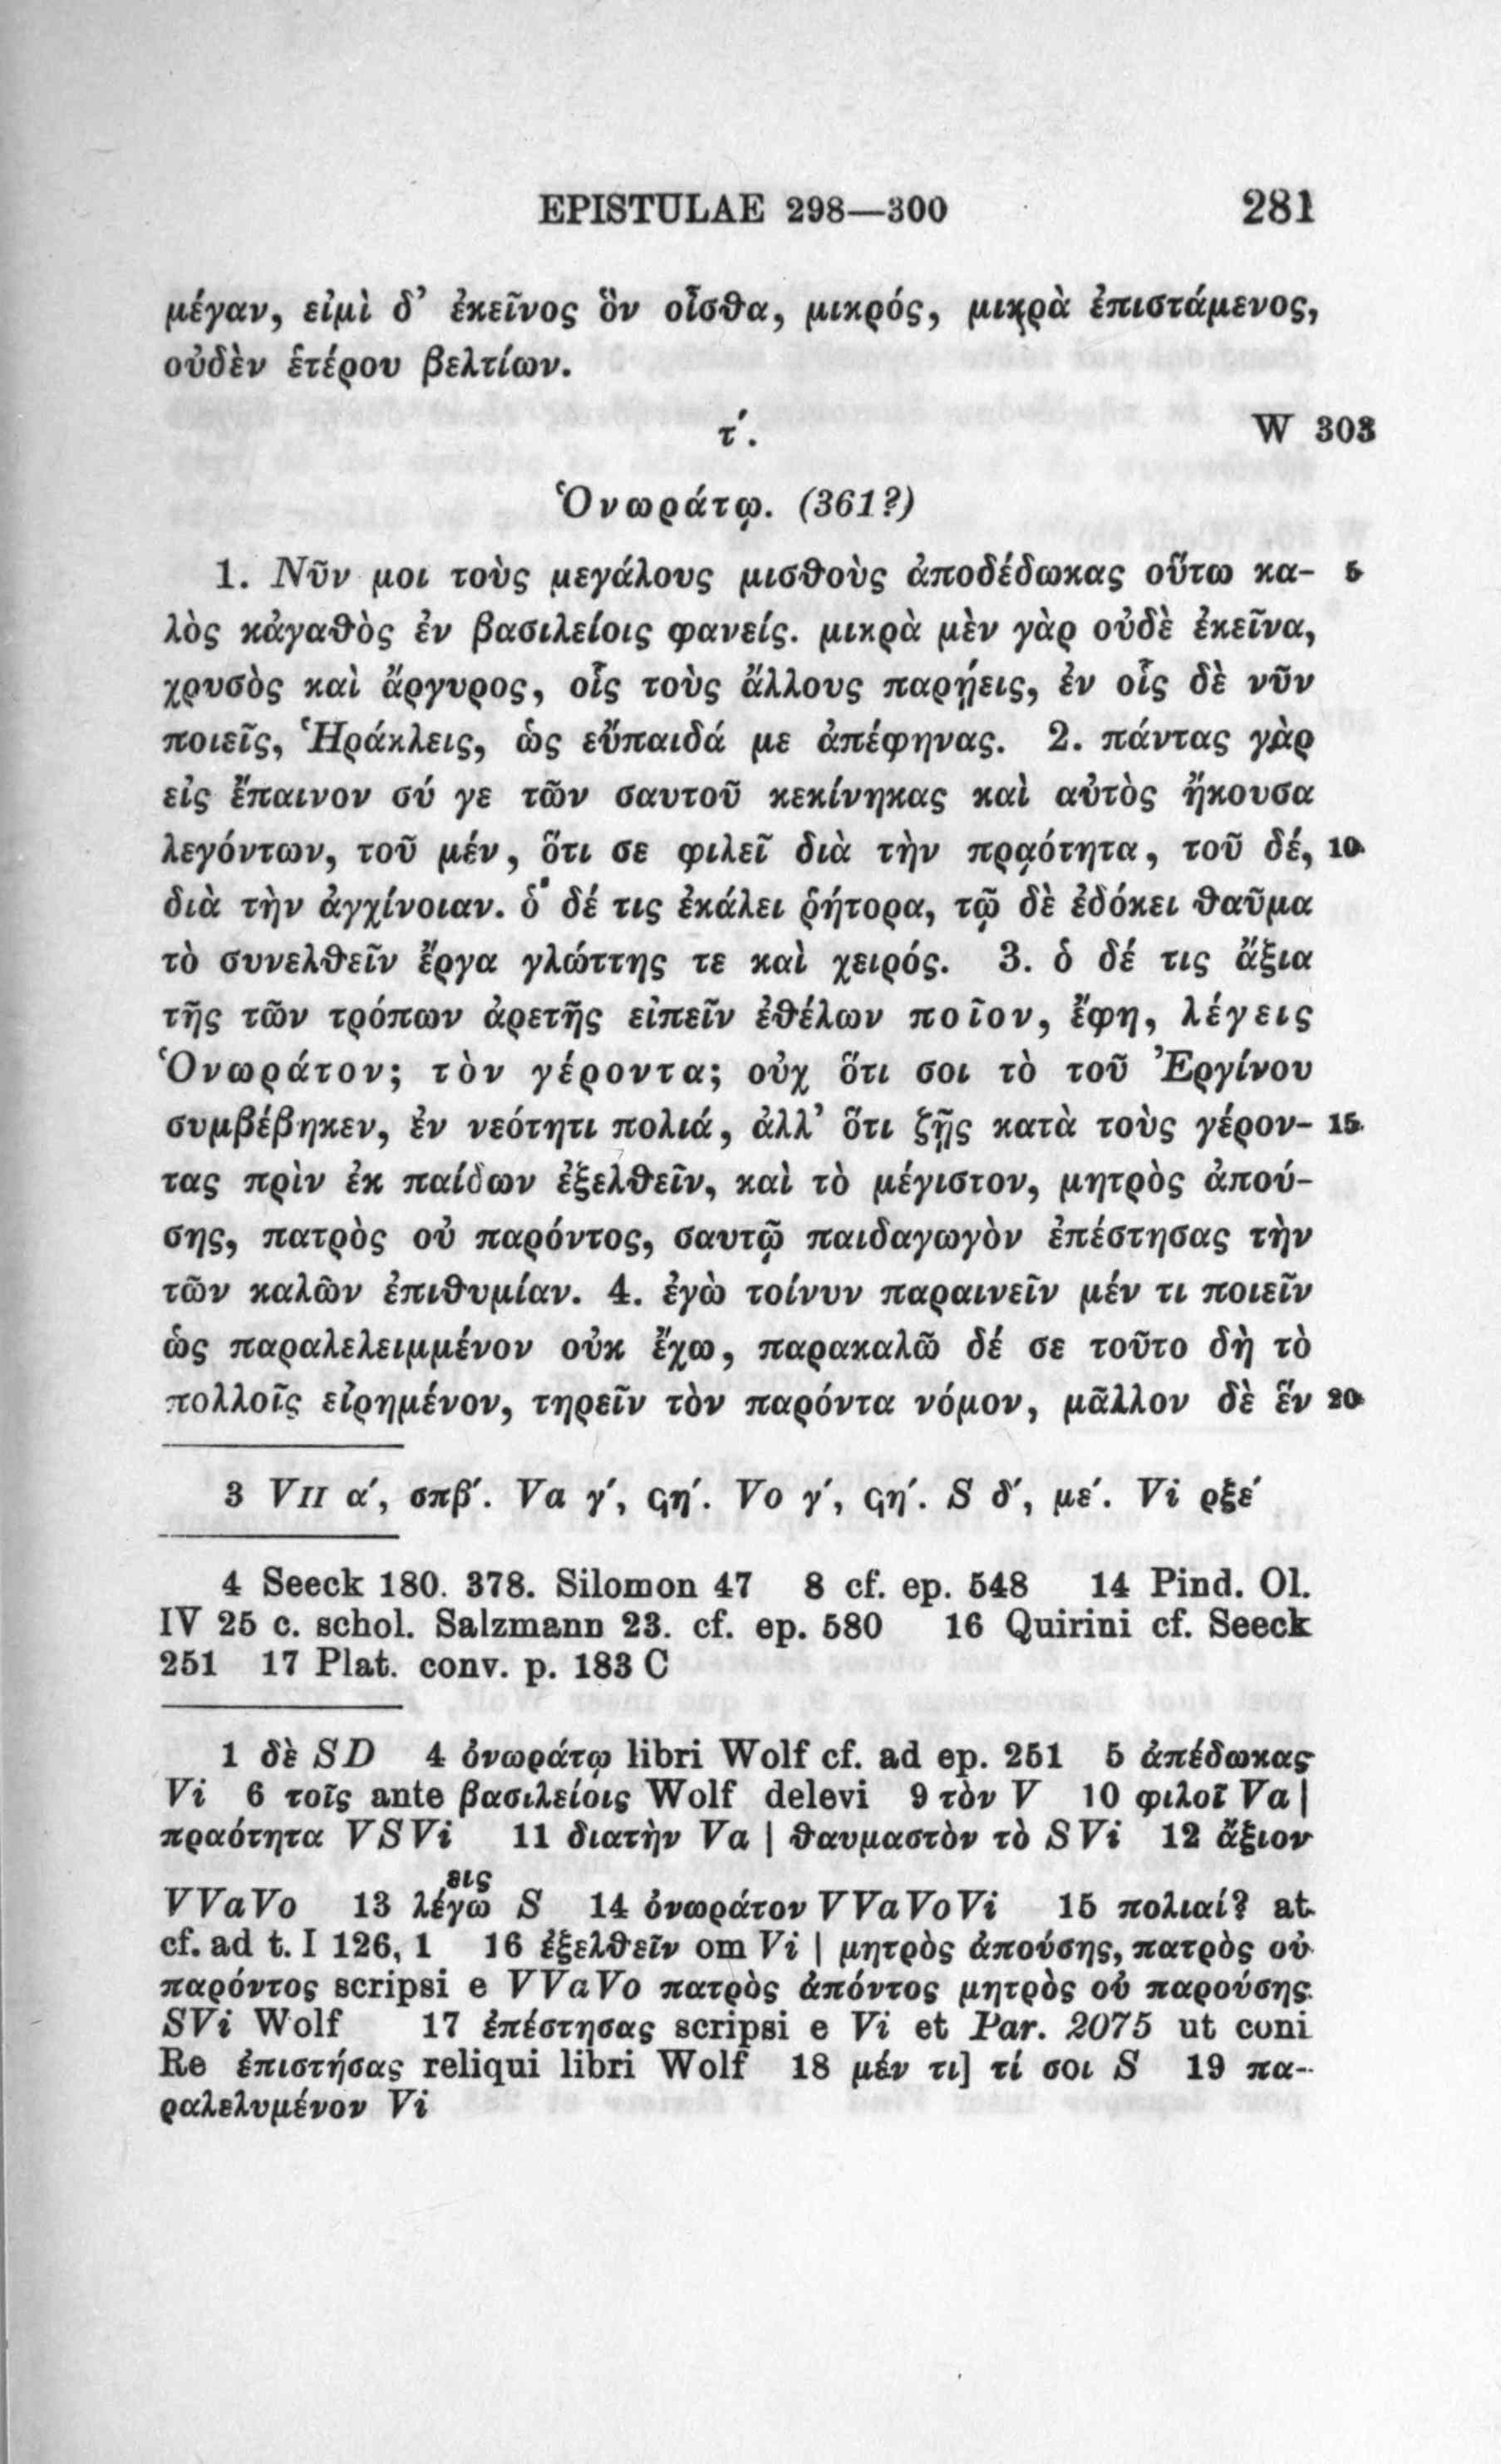 EPISTULAE 298—300 281
μέγαν, εἰμὶ δ’ ἐκεῖνος ὃν οἶσθα, μικρός, μικρὰ ἐπιστάμενος,
οὐδὲν ἑτέρου βελτίων.
τ΄. W 303
Ὁνωράτῳ. (361?)
1. Νῦν μοι τοὺς μεγάλους μισθοὺς ἀποδέδωκας οὕτω κα- 5
λὸς κἀγαθὸς ἐν βασιλείοις φανείς. μικρὰ μὲν γὰρ οὐδὲ ἐκεῖνα,
χρυσὸς καὶ ἄργυρος, οἷς τοὺς ἄλλους παρῄεις, ἐν οἷς δὲ νῦν
ποιεῖς, Ἡράκλεις, ὡς εὔπαιδά με ἀπέφηνας. 2. πάντας γὰρ
εἰς ἔπαινον σύ γε τῶν σαυτοῦ κεκίνηκας καὶ αὐτὸς ἤκουσα
λεγόντων, τοῦ μέν, ὅτι σε φιλεῖ διὰ τὴν πρᾳότητα, τοῦ δέ, 10
διὰ τὴν ἀγχίνοιαν. ὁ δέ τις ἐκάλει ῥήτορα, τῷ δὲ ἐδόκει θαῦμα
τὸ συνελθεῖν ἔργα γλώττης τε καὶ χειρός. 3. ὁ δέ τις ἄξια
τῆς τῶν τρόπων ἀρετῆς εἰπεῖν ἐθέλων ποῖον, ἔφη, λέγεις
Ὁνωράτον; τὸν γέροντα; οὐχ ὅτι σοι τὸ τοῦ Ἐργίνου
συμβέβηκεν, ἐν νεότητι πολιά, ἀλλ’ ὅτι ζῇς κατὰ τοὺς γέρον- 15
τας πρὶν ἐκ παίδων ἐξελθεῖν, καὶ τὸ μέγιστον, μητρὸς ἀπού-
σης, πατρὸς οὐ παρόντος, σαυτῷ παιδαγωγὸν ἐπέστησας τὴν
τῶν καλῶν ἐπιθυμίαν. 4. ἐγὼ τοίνυν παραινεῖν μέν τι ποιεῖν
ὡς παραλελειμμένον οὐκ ἔχω, παρακαλῶ δέ σε τοῦτο δὴ τὸ
πολλοῖς εἰρημένον, τηρεῖν τὸν παρόντα νόμον, μᾶλλον δὲ ἕν 20
3 VII α΄, σπβ΄. Va γ΄, ϟη΄. Vo γ΄, ϟη΄. S δ΄, με΄. Vi ρξε΄
4 Seeck 180. 378. Silomon 47 8 cf. ep. 548 14 Pind. Ol.
IV 25 c. schol. Salzmann 23. cf. ep. 580 16 Quirini cf. Seeck
251 17 Plat. conv. p. 183 C
1 δὲ SD 4 ὀνωράτῳ libri Wolf cf. ad ep. 251 5 ἀπέδωκας
Vi 6 τοῖς ante βασιλείοις Wolf delevi 9 τὸν V 10 φιλοῖ Va |
πραότητα VSVi 11 διατὴν Va | θαυμαστὸν τὸ SVi 12 ἄξιον
εις
VVaVo 13 λέγω S 14 ὀνωράτον VVaVoVi 15 πολιαί? at
cf. ad t. I 126, 1 16 ἐξελθεῖν om Vi | μητρὸς ἀπούσης, πατρὸς οὐ
παρόντος scripsi e VVaVo πατρὸς ἀπόντος μητρὸς οὐ παρούσης
SVi Wolf 17 ἐπέστησας scripsi e Vi et Par. 2075 ut coni
Re ἐπιστήσας reliqui libri Wolf 18 μέν τι] τί σοι S 19 πα-
ραλελυμένον Vi